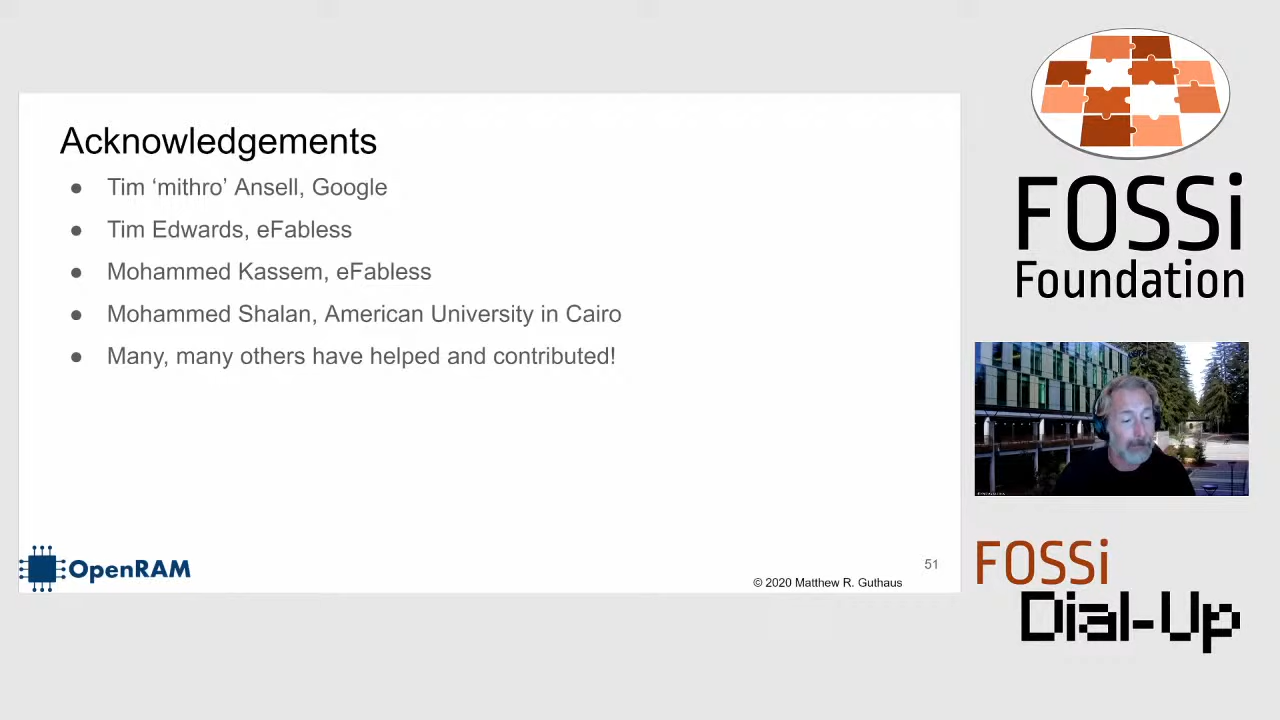 Acknowledgements
● Tim ‘mithro’ Ansell, Google
● Tim Edwards, eFabless
● Mohammed Kassem, eFabless
● Mohammed Shalan, American University in Cairo
● Many, many others have helped and contributed!
OpenRAM
51
© 2020 Matthew R. Guthaus
FOSSi
Foundation
FOSSi
Dial-Up